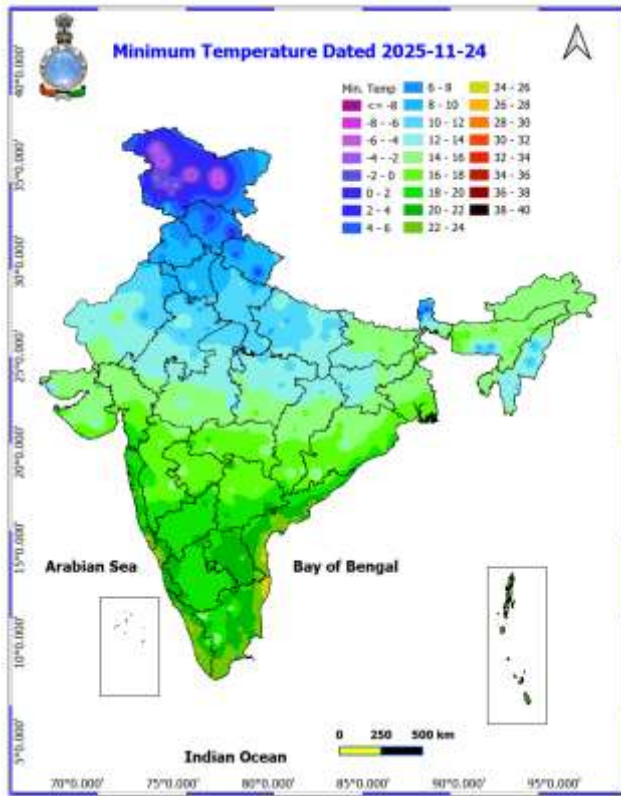 Minimum Temperature Dated 2025-11-24
Min. Temp
<= -8
-8 - -6
-6 - -4
-4 - -2
-2 - 0
0 - 2
2 - 4
4 - 6
6 - 8
8 - 10
10 - 12
12 - 14
14 - 16
16 - 18
18 - 20
20 - 22
22 - 24
24 - 26
26 - 28
28 - 30
30 - 32
32 - 34
34 - 36
36 - 38
38 - 40
40°0.000'
35°0.000'
30°0.000'
25°0.000'
20°0.000'
15°0.000'
10°0.000'
5°0.000'
Arabian Sea
Bay of Bengal
Indian Ocean
0 250 500 km
70°0.000' 75°0.000' 80°0.000' 85°0.000' 90°0.000' 95°0.000'